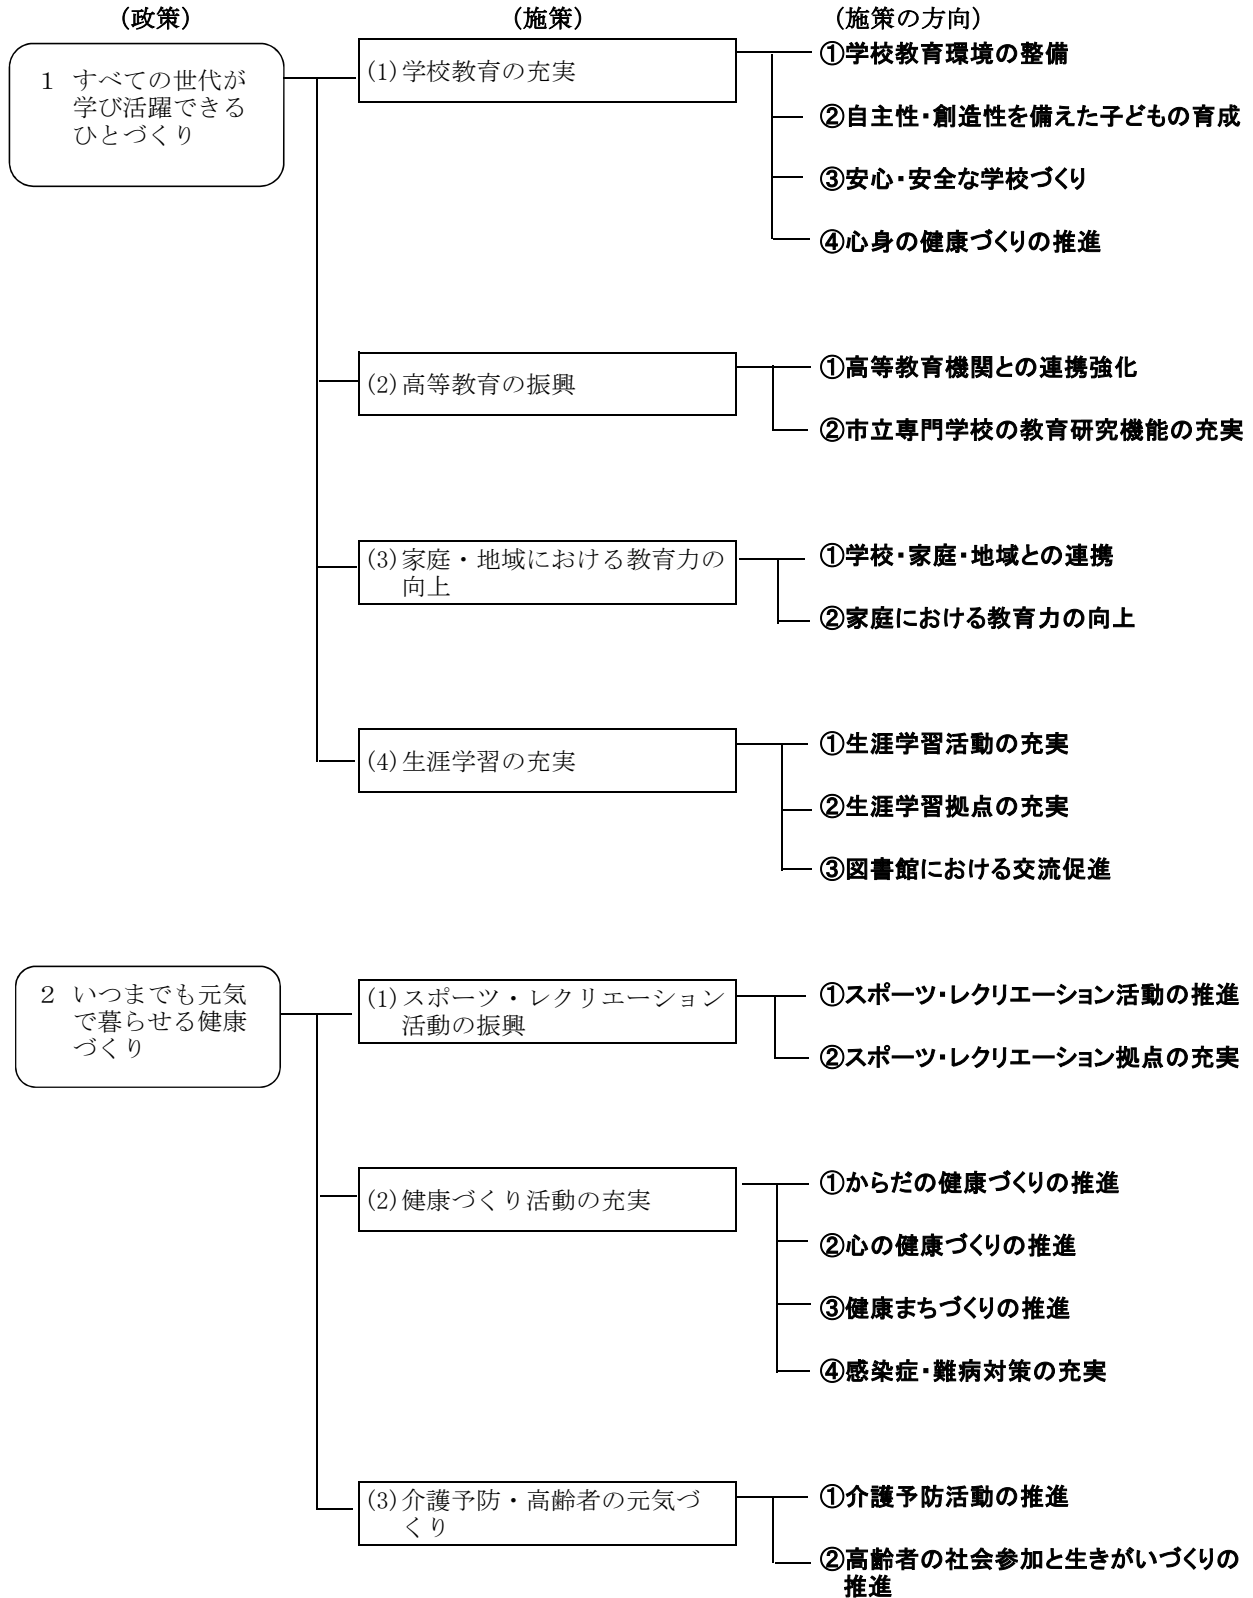 (政策)
(施策)
(施策の方向)
1 すべての世代が
学び活躍できる
ひとづくり
(1)学校教育の充実
①学校教育環境の整備
②自主性・創造性を備えた子どもの育成
③安心・安全な学校づくり
④心身の健康づくりの推進
(2)高等教育の振興
①高等教育機関との連携強化
②市立専門学校の教育研究機能の充実
(3)家庭・地域における教育力の
向上
①学校・家庭・地域との連携
②家庭における教育力の向上
(4)生涯学習の充実
①生涯学習活動の充実
②生涯学習拠点の充実
③図書館における交流促進
2 いつまでも元気
で暮らせる健康
づくり
(1)スポーツ・レクリエーション
活動の振興
①スポーツ・レクリエーション活動の推進
②スポーツ・レクリエーション拠点の充実
(2)健康づくり活動の充実
①からだの健康づくりの推進
②心の健康づくりの推進
③健康まちづくりの推進
④感染症・難病対策の充実
(3)介護予防・高齢者の元気づ
くり
①介護予防活動の推進
②高齢者の社会参加と生きがいづくりの
推進